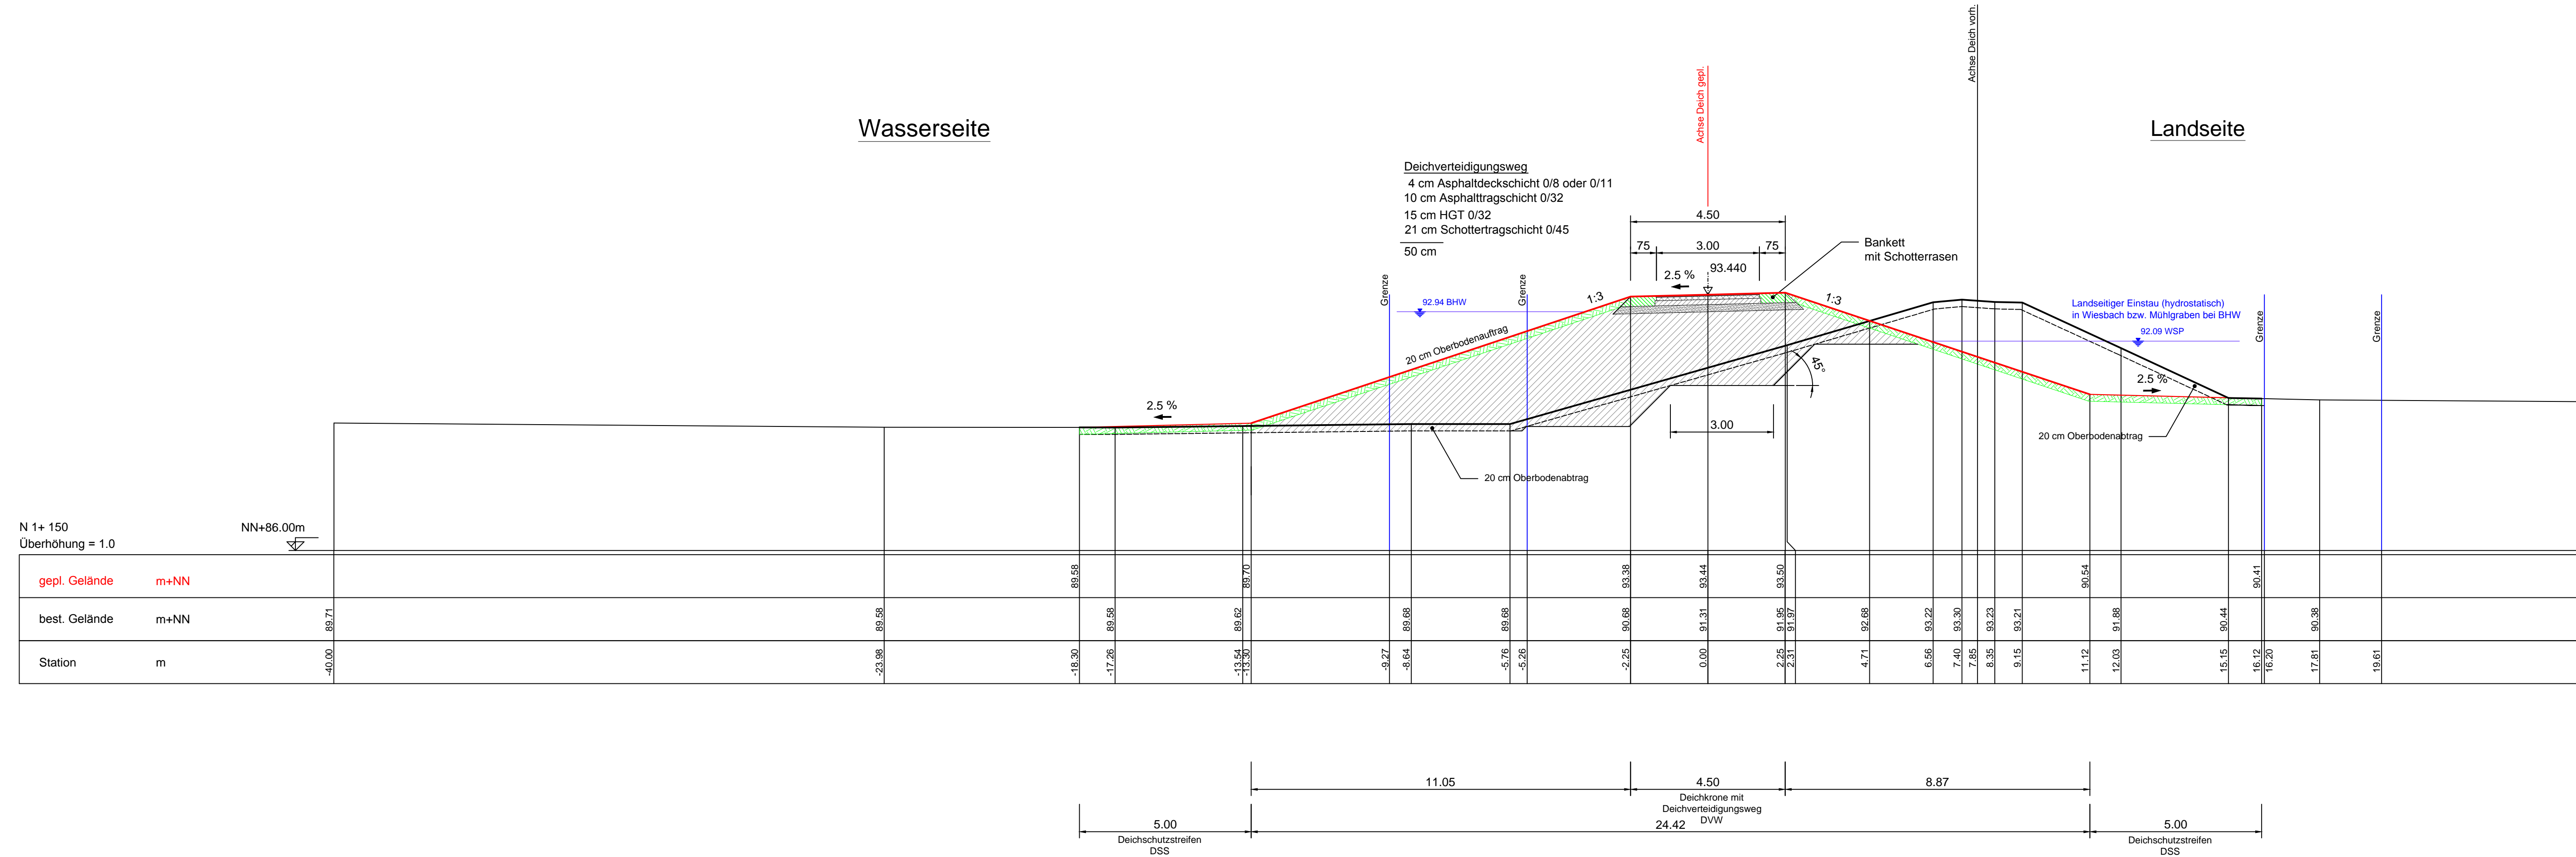 Achse Deich vorh.
Achse Deich gepl.
Wasserseite
Landseite
Deichverteidigungsweg
4 cm Asphaltdeckschicht 0/8 oder 0/11
10 cm Asphalttragschicht 0/32
15 cm HGT 0/32
21 cm Schottertragschicht 0/45
50 cm
4.50
75 3.00 75
Bankett
mit Schotterrasen
2.5 %
93.440
Grenze
Grenze
92.94 BHW
1:3
1:3
Landseitiger Einstau (hydrostatisch)
in Wiesbach bzw. Mühlgraben bei BHW
92.09 WSP
Grenze
Grenze
20 cm Oberbodenauftrag
45°
2.5 %
2.5 %
3.00
20 cm Oberbodenabtrag
20 cm Oberbodenabtrag
N 1+ 150
Überhöhung = 1.0
NN+86.00m
gepl. Gelände m+NN 89.58 89.70 93.38 93.44 93.50 90.54 90.41
best. Gelände m+NN 89.71 89.58 89.58 89.62 89.68 89.68 90.68 91.31 91.95 91.97 92.68 93.22 93.30 93.23 93.21 91.88 90.44 90.38
Station m -40.00 -23.98 -18.30 -17.26 -13.54 -13.30 -9.27 -8.64 -5.76 -5.26 -2.25 0.00 2.25 2.31 4.71 6.56 7.40 7.85 8.35 9.15 11.12 12.03 15.15 16.12 16.20 17.81 19.61
11.05 4.50 8.87
Deichkrone mit
Deichverteidigungsweg
DVW
5.00 24.42 5.00
Deichschutzstreifen
DSS
Deichschutzstreifen
DSS